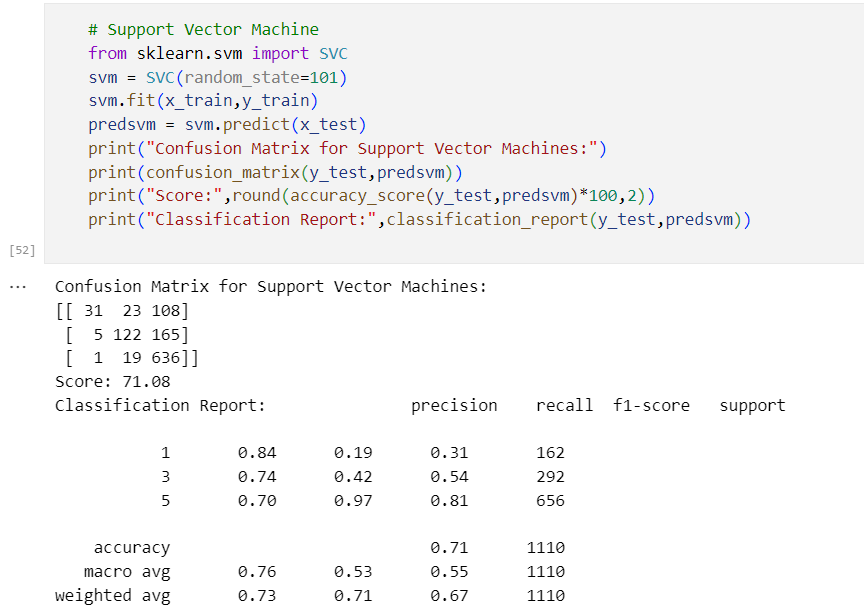 # Support Vector Machine
from sklearn.svm import SVC
svm = SVC(random_state=101)
svm.fit(x_train,y_train)
predsvm = svm.predict(x_test)
print("Confusion Matrix for Support Vector Machines:")
print(confusion_matrix(y_test,predsvm))
print("Score:",round(accuracy_score(y_test,predsvm)*100,2))
print("Classification Report:",classification_report(y_test,predsvm))
[52]
... Confusion Matrix for Support Vector Machines:
[[ 31  23 108]
 [  5 122 165]
 [  1  19 636]]
Score: 71.08
Classification Report:               precision    recall  f1-score   support
           1       0.84      0.19      0.31       162
           3       0.74      0.42      0.54       292
           5       0.70      0.97      0.81       656
    accuracy                           0.71      1110
   macro avg       0.76      0.53      0.55      1110
weighted avg       0.73      0.71      0.67      1110